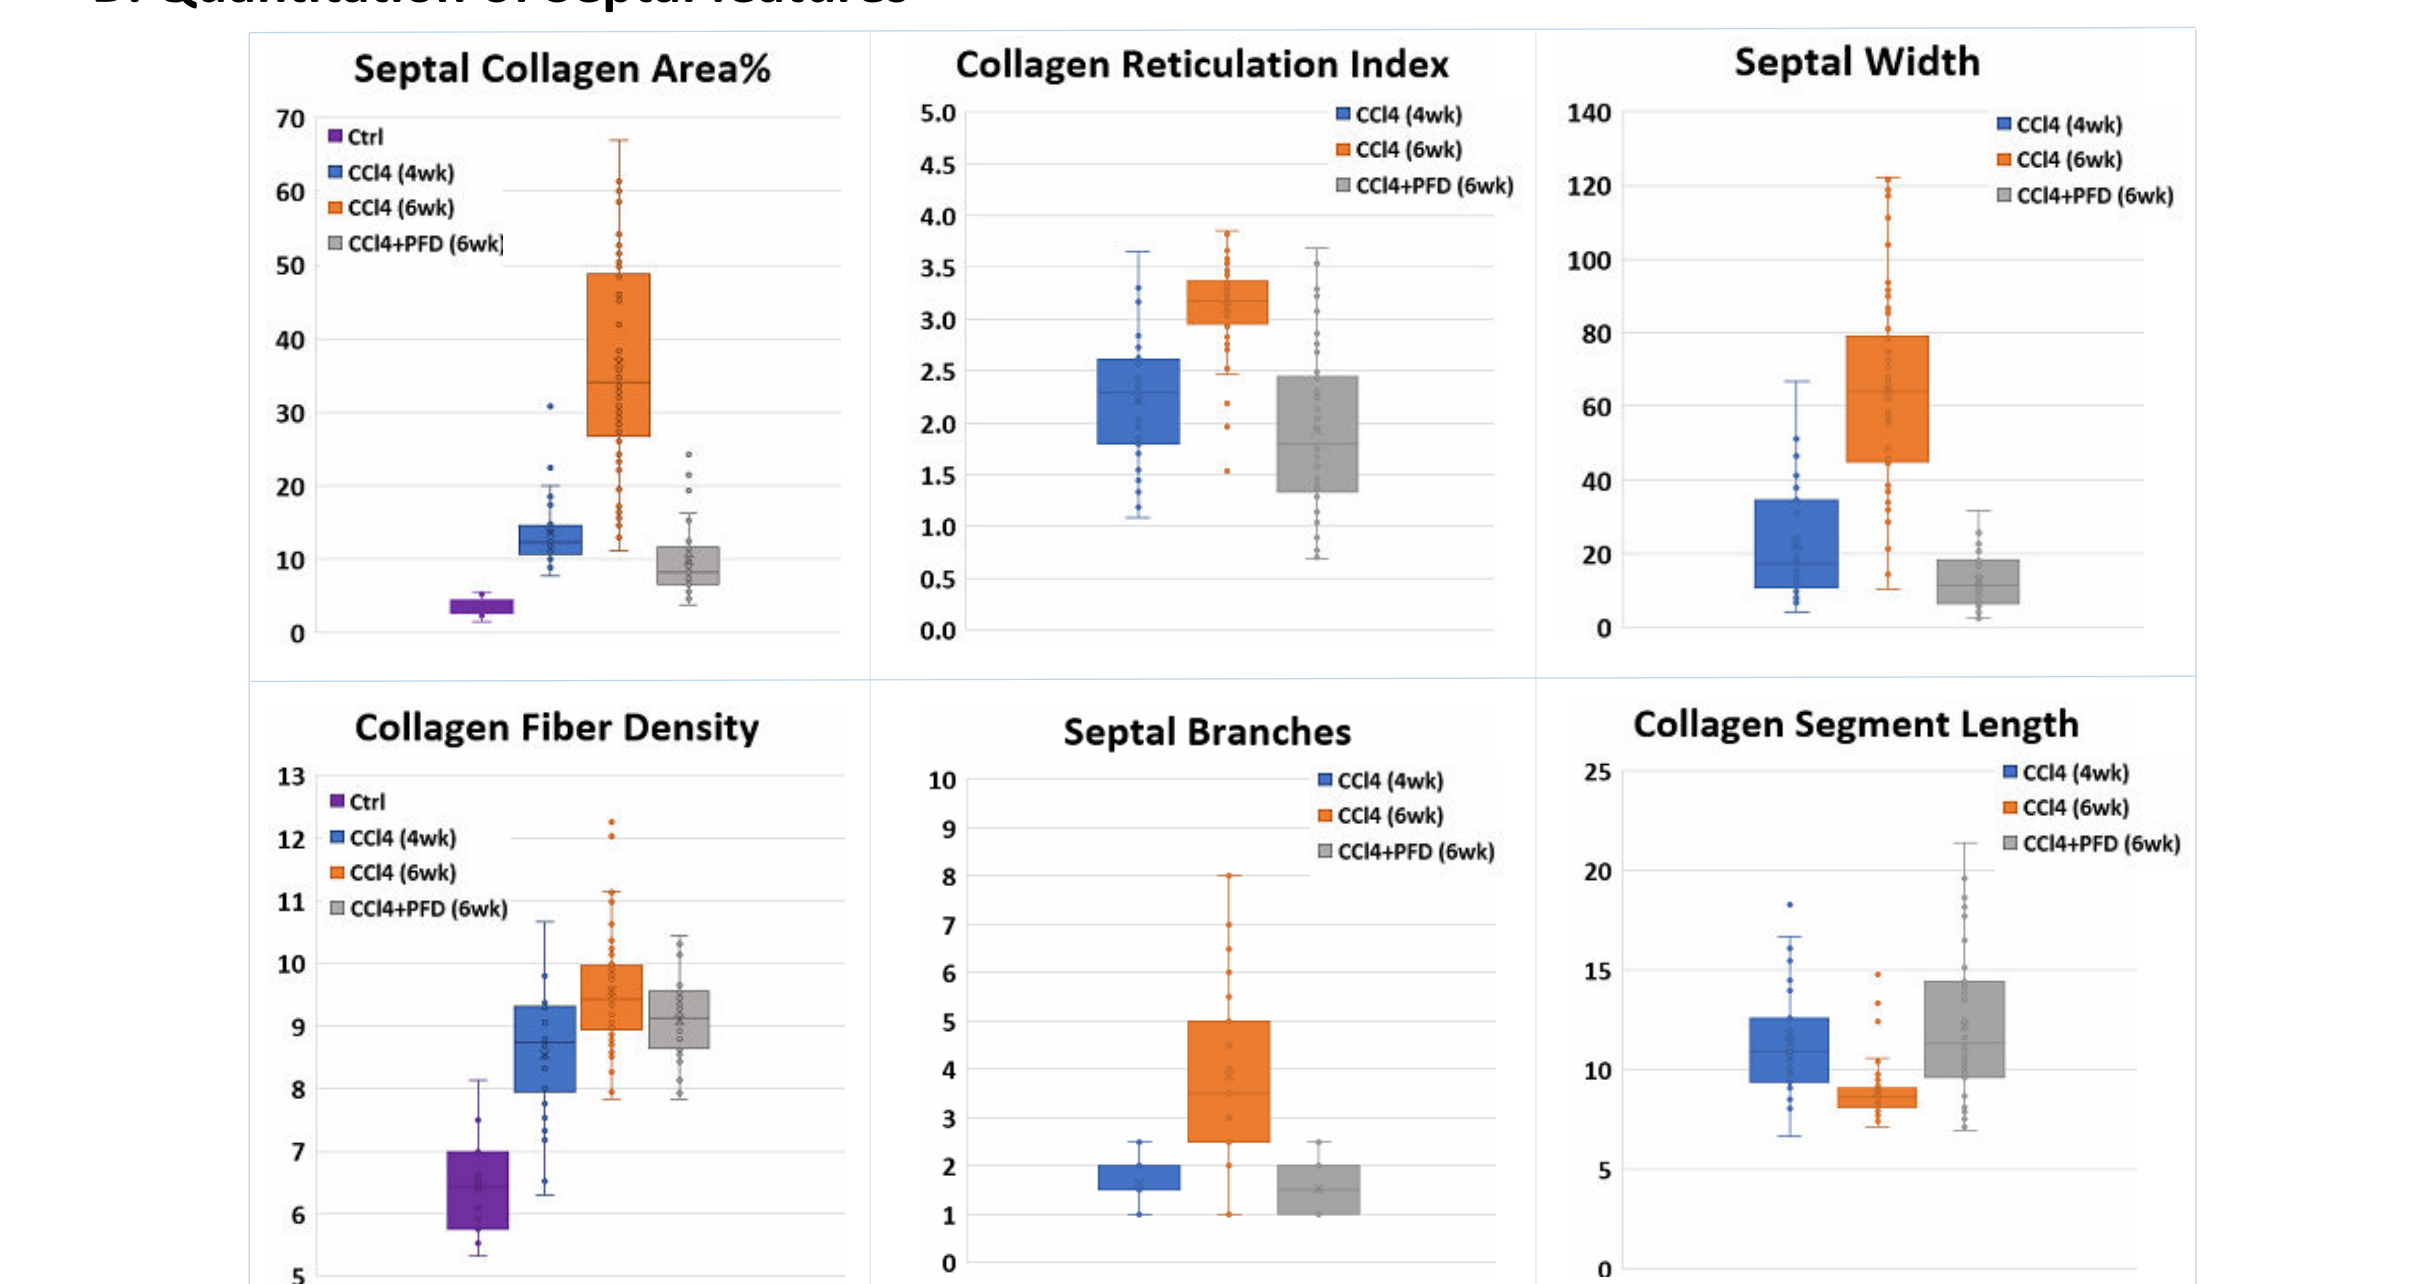 D. Quantitation of septal features
Septal Collagen Area%
70
60
50
40
30
20
10
0
Ctrl
CCl4 (4wk)
CCl4 (6wk)
CCl4+PFD (6wk)
Collagen Reticulation Index
5.0
4.5
4.0
3.5
3.0
2.5
2.0
1.5
1.0
0.5
0.0
CCl4 (4wk)
CCl4 (6wk)
CCl4+PFD (6wk)
Septal Width
140
120
100
80
60
40
20
0
CCl4 (4wk)
CCl4 (6wk)
CCl4+PFD (6wk)
Collagen Fiber Density
13
12
11
10
9
8
7
6
5
Ctrl
CCl4 (4wk)
CCl4 (6wk)
CCl4+PFD (6wk)
Septal Branches
10
9
8
7
6
5
4
3
2
1
0
CCl4 (4wk)
CCl4 (6wk)
CCl4+PFD (6wk)
Collagen Segment Length
25
20
15
10
5
0
CCl4 (4wk)
CCl4 (6wk)
CCl4+PFD (6wk)